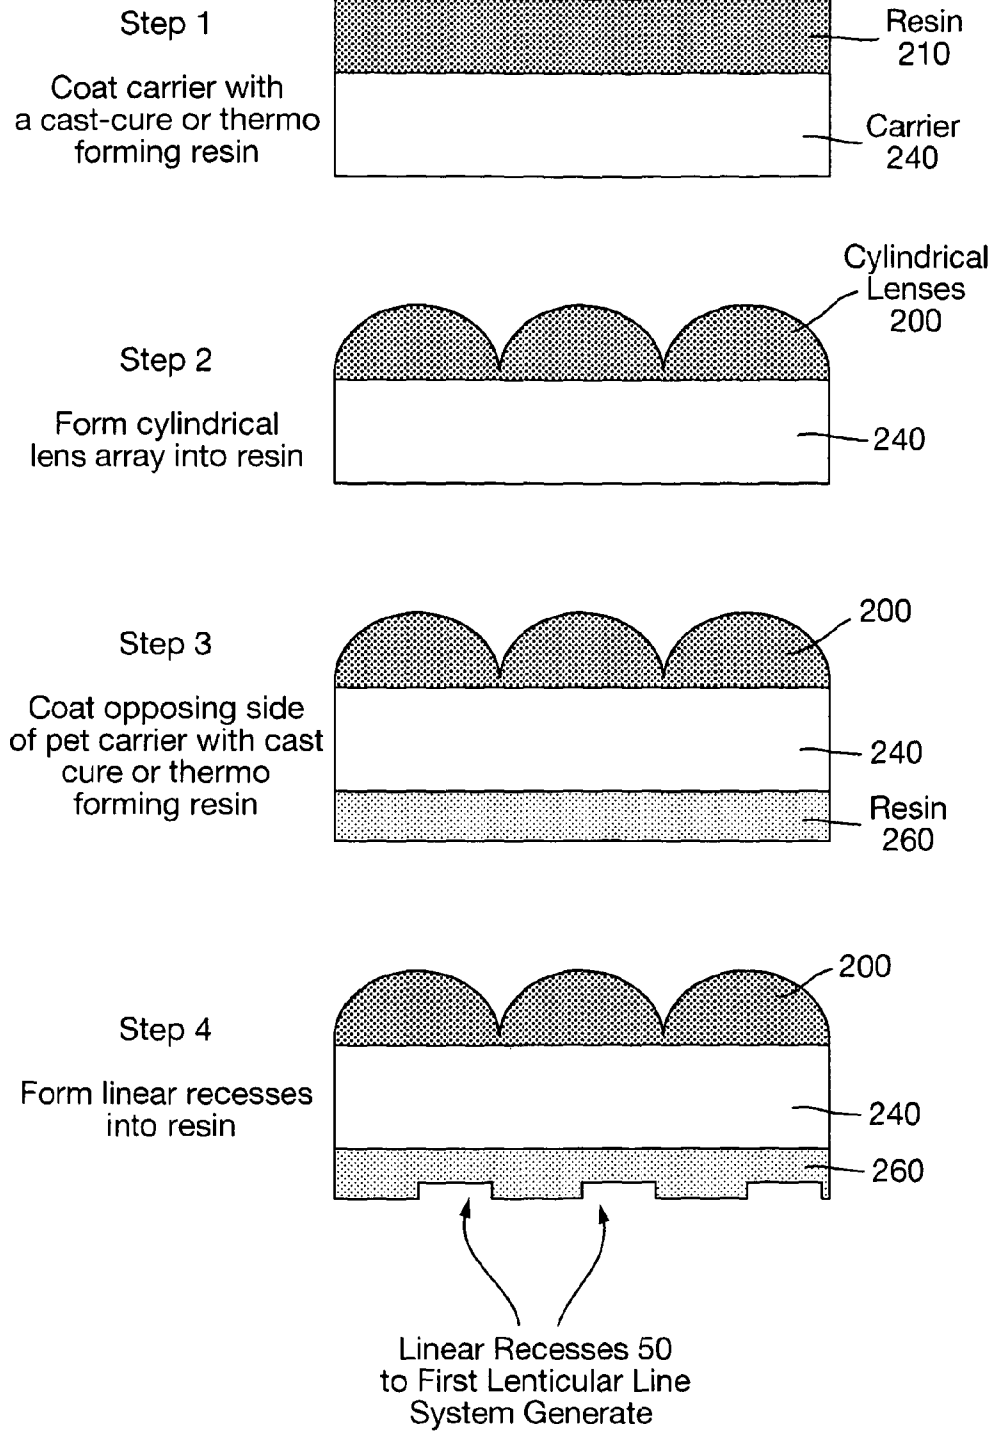 Step 1
Coat carrier with
a cast-cure or thermo
forming resin
Resin
210
Carrier
240
Step 2
Form cylindrical
lens array into resin
Cylindrical
Lenses
200
240
Step 3
Coat opposing side
of pet carrier with cast
cure or thermo
forming resin
200
240
Resin
260
Step 4
Form linear recesses
into resin
200
240
260
Linear Recesses 50
to First Lenticular Line
System Generate